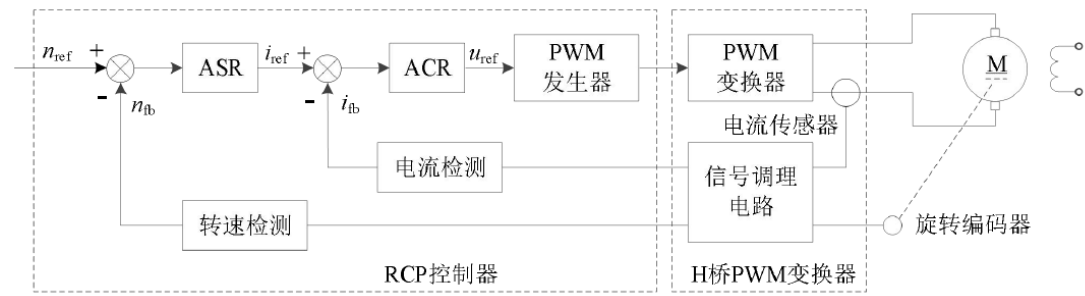 n_ref
+
-
n_fb
ASR
i_ref
+
-
i_fb
ACR
u_ref
PWM
发生器
PWM
变换器
M
电流传感器
电流检测
信号调理
电路
转速检测
旋转编码器
RCP控制器
H桥PWM变换器